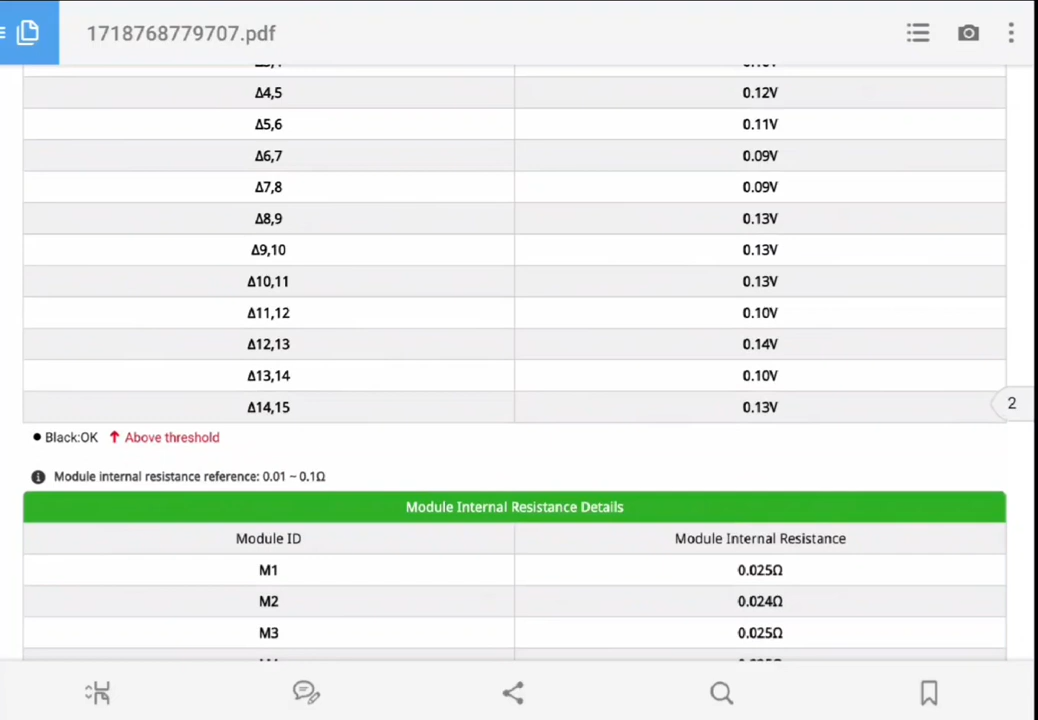 1718768779707.pdf
Δ4,5 0.12V
Δ5,6 0.11V
Δ6,7 0.09V
Δ7,8 0.09V
Δ8,9 0.13V
Δ9,10 0.13V
Δ10,11 0.13V
Δ11,12 0.10V
Δ12,13 0.14V
Δ13,14 0.10V
Δ14,15 0.13V
2
Black:OK Above threshold
Module internal resistance reference: 0.01 ~ 0.1Ω
Module Internal Resistance Details
Module ID Module Internal Resistance
M1 0.025Ω
M2 0.024Ω
M3 0.025Ω